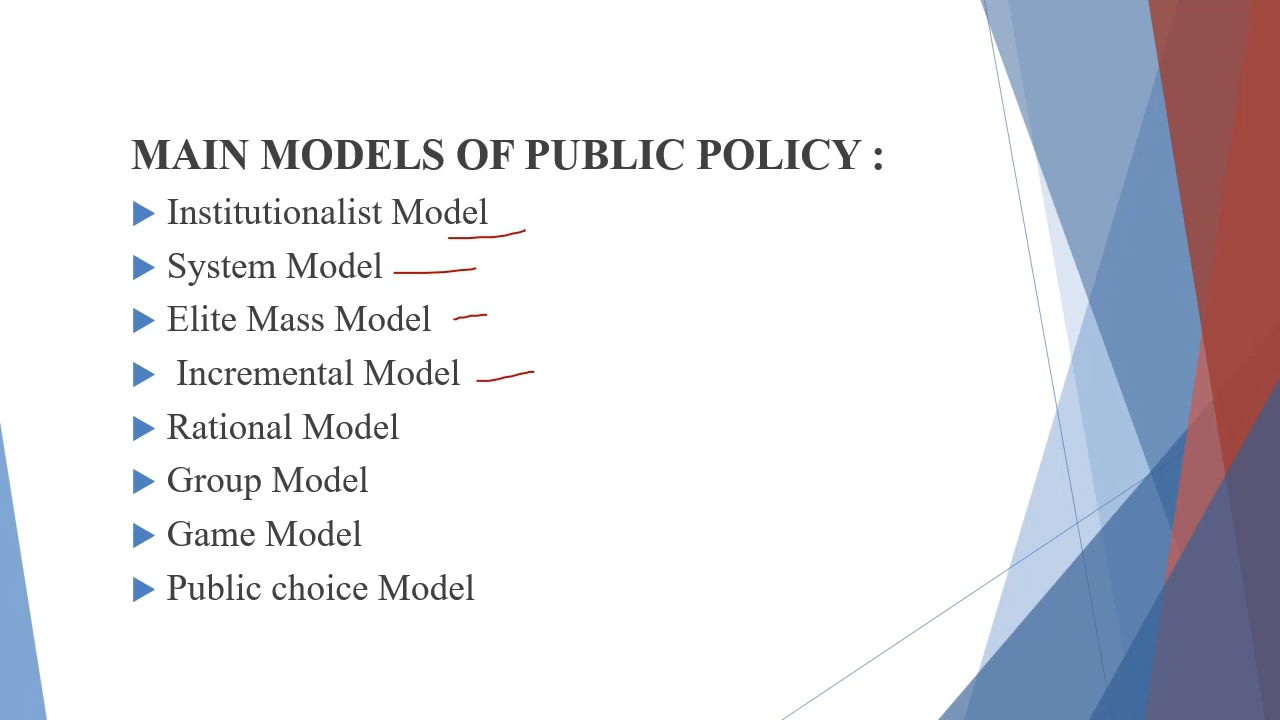 MAIN MODELS OF PUBLIC POLICY :
Institutionalist Model
System Model
Elite Mass Model
Incremental Model
Rational Model
Group Model
Game Model
Public choice Model